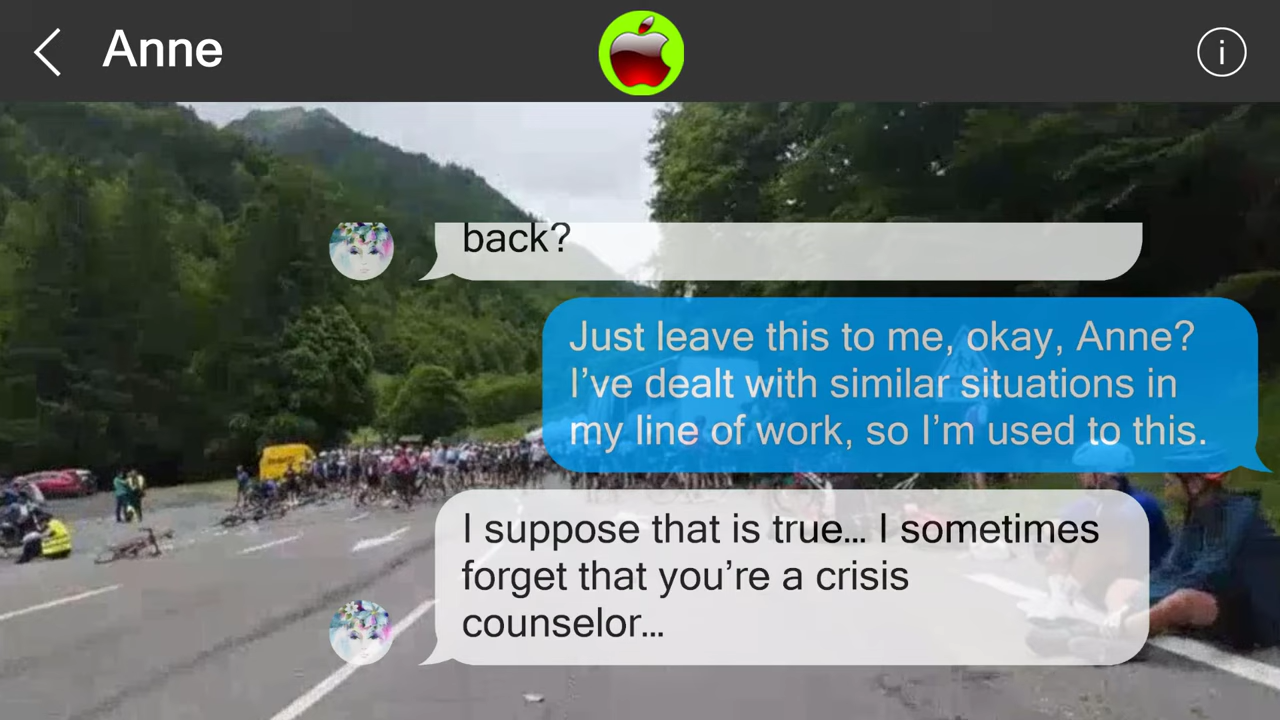 Anne
i
back?
Just leave this to me, okay, Anne?
I’ve dealt with similar situations in
my line of work, so I’m used to this.
I suppose that is true... I sometimes
forget that you’re a crisis
counselor...